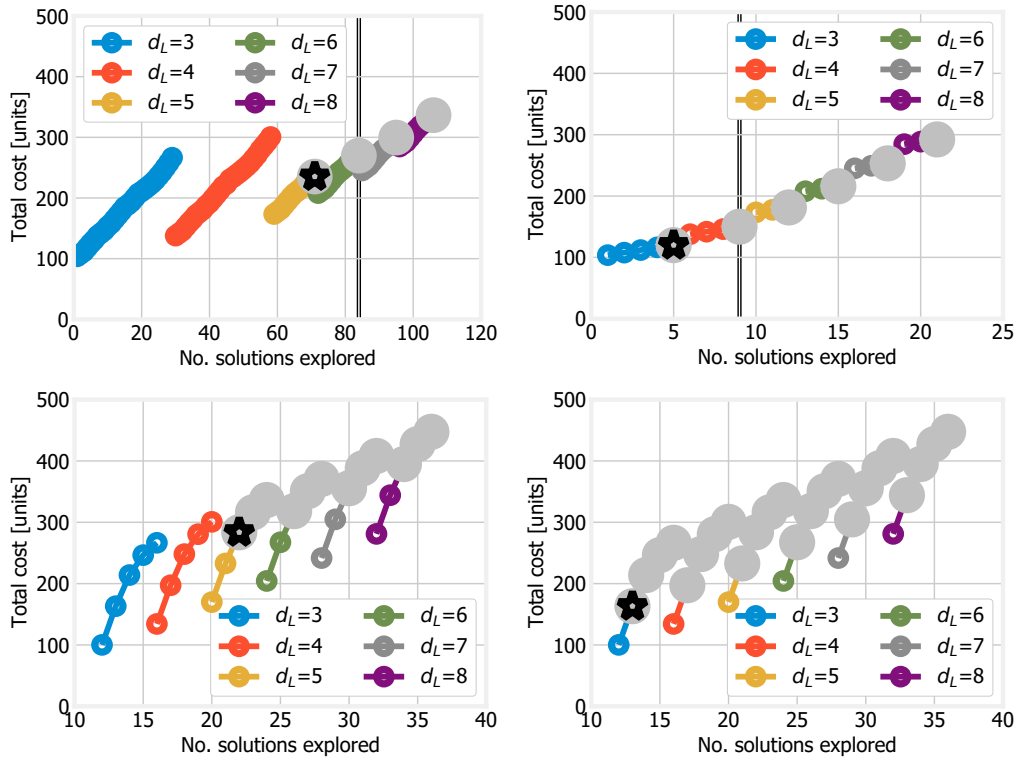 500
400
300
200
100
0
Total cost [units]
d_L=3 d_L=6
d_L=4 d_L=7
d_L=5 d_L=8
0 20 40 60 80 100 120
No. solutions explored
500
400
300
200
100
0
Total cost [units]
d_L=3 d_L=6
d_L=4 d_L=7
d_L=5 d_L=8
0 5 10 15 20 25
No. solutions explored
500
400
300
200
100
0
Total cost [units]
d_L=3 d_L=6
d_L=4 d_L=7
d_L=5 d_L=8
10 15 20 25 30 35 40
No. solutions explored
500
400
300
200
100
0
Total cost [units]
d_L=3 d_L=6
d_L=4 d_L=7
d_L=5 d_L=8
10 15 20 25 30 35 40
No. solutions explored